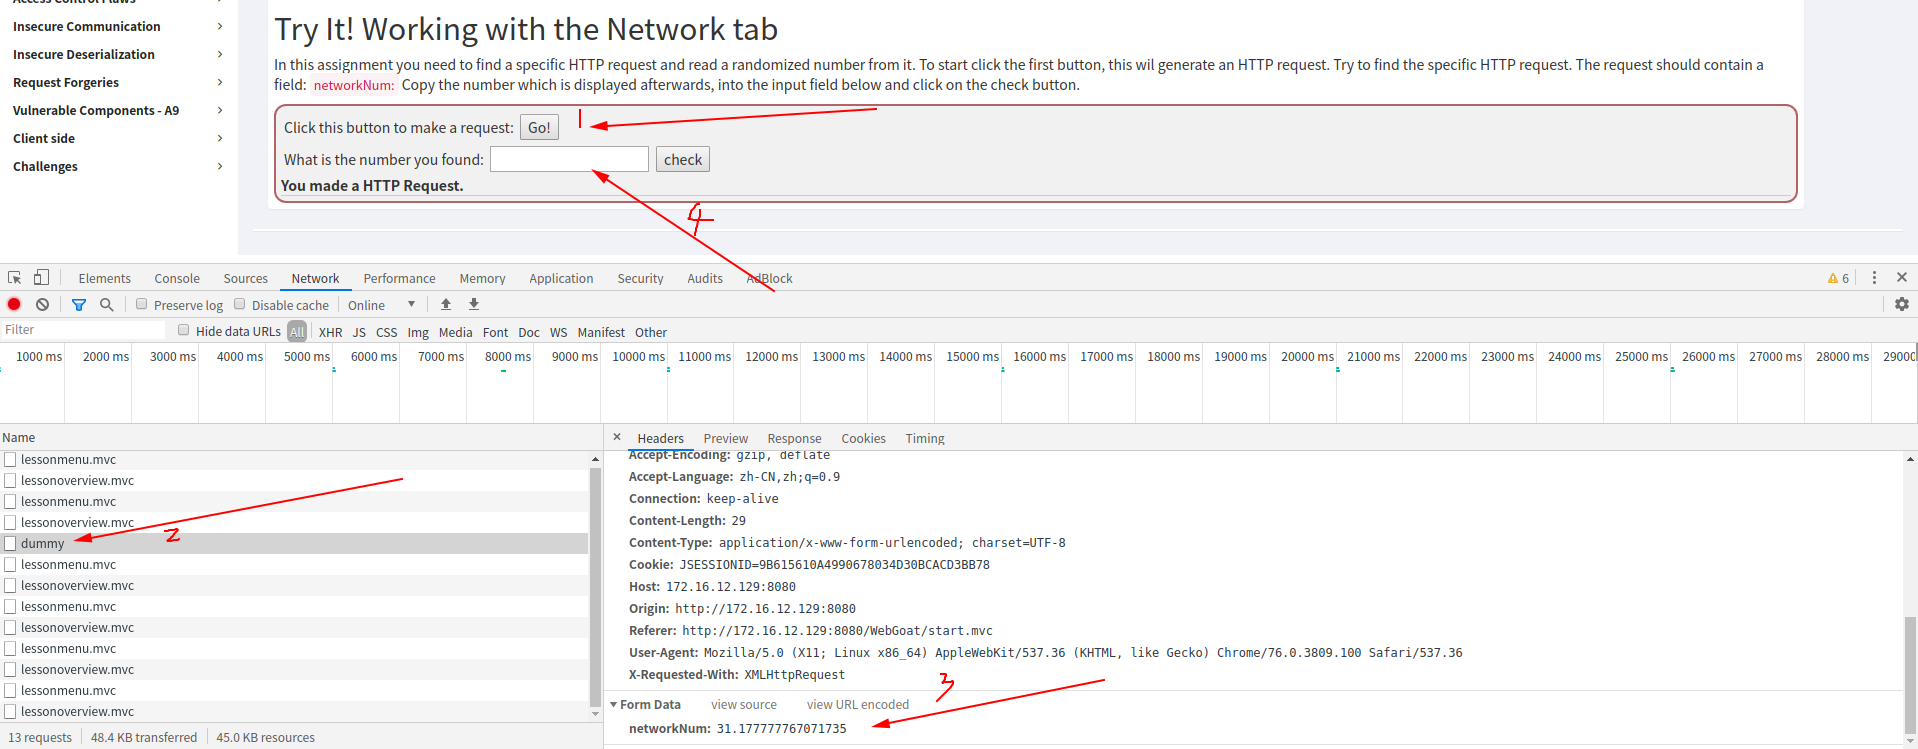 Access Control Flaws
Insecure Communication
Insecure Deserialization
Request Forgeries
Vulnerable Components - A9
Client side
Challenges
Try It! Working with the Network tab
In this assignment you need to find a specific HTTP request and read a randomized number from it. To start click the first button, this wil generate an HTTP request. Try to find the specific HTTP request. The request should contain a
field: networkNum: Copy the number which is displayed afterwards, into the input field below and click on the check button.
Click this button to make a request: Go! 1
What is the number you found: check
You made a HTTP Request.
4
Elements Console Sources Network Performance Memory Application Security Audits AdBlock 6
Preserve log Disable cache Online
Filter Hide data URLs All XHR JS CSS Img Media Font Doc WS Manifest Other
1000 ms 2000 ms 3000 ms 4000 ms 5000 ms 6000 ms 7000 ms 8000 ms 9000 ms 10000 ms 11000 ms 12000 ms 13000 ms 14000 ms 15000 ms 16000 ms 17000 ms 18000 ms 19000 ms 20000 ms 21000 ms 22000 ms 23000 ms 24000 ms 25000 ms 26000 ms 27000 ms 28000 ms 29000
Name
lessonmenu.mvc
lessonoverview.mvc
lessonmenu.mvc
lessonoverview.mvc
dummy 2
lessonmenu.mvc
lessonoverview.mvc
lessonmenu.mvc
lessonoverview.mvc
lessonmenu.mvc
lessonoverview.mvc
lessonmenu.mvc
lessonoverview.mvc
13 requests 48.4 KB transferred 45.0 KB resources
Headers Preview Response Cookies Timing
Accept-Encoding: gzip, deflate
Accept-Language: zh-CN,zh;q=0.9
Connection: keep-alive
Content-Length: 29
Content-Type: application/x-www-form-urlencoded; charset=UTF-8
Cookie: JSESSIONID=9B615610A4990678034D30BCACD3BB78
Host: 172.16.12.129:8080
Origin: http://172.16.12.129:8080
Referer: http://172.16.12.129:8080/WebGoat/start.mvc
User-Agent: Mozilla/5.0 (X11; Linux x86_64) AppleWebKit/537.36 (KHTML, like Gecko) Chrome/76.0.3809.100 Safari/537.36
X-Requested-With: XMLHttpRequest
3
Form Data view source view URL encoded
networkNum: 31.177777767071735